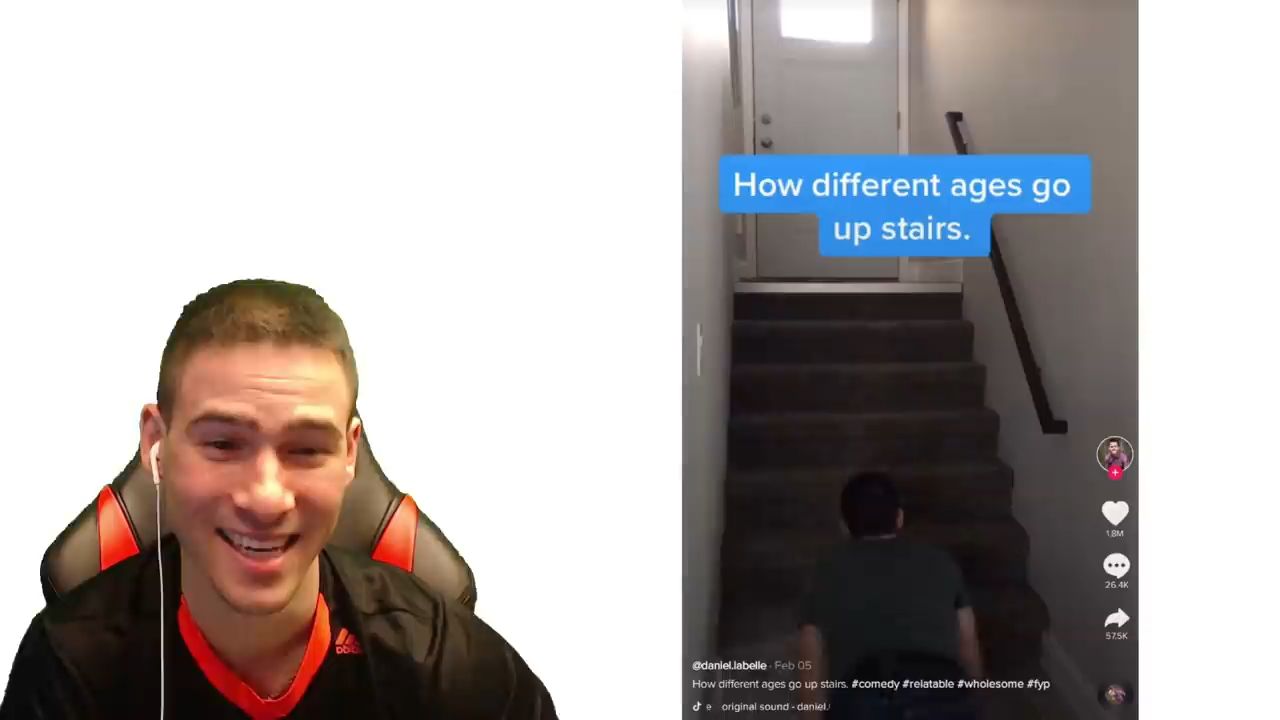 How different ages go
up stairs.
1.8M
26.4K
57.5K
@daniel.labelle · Feb 05
How different ages go up stairs. #comedy #relatable #wholesome #fyp
e original sound - daniel.